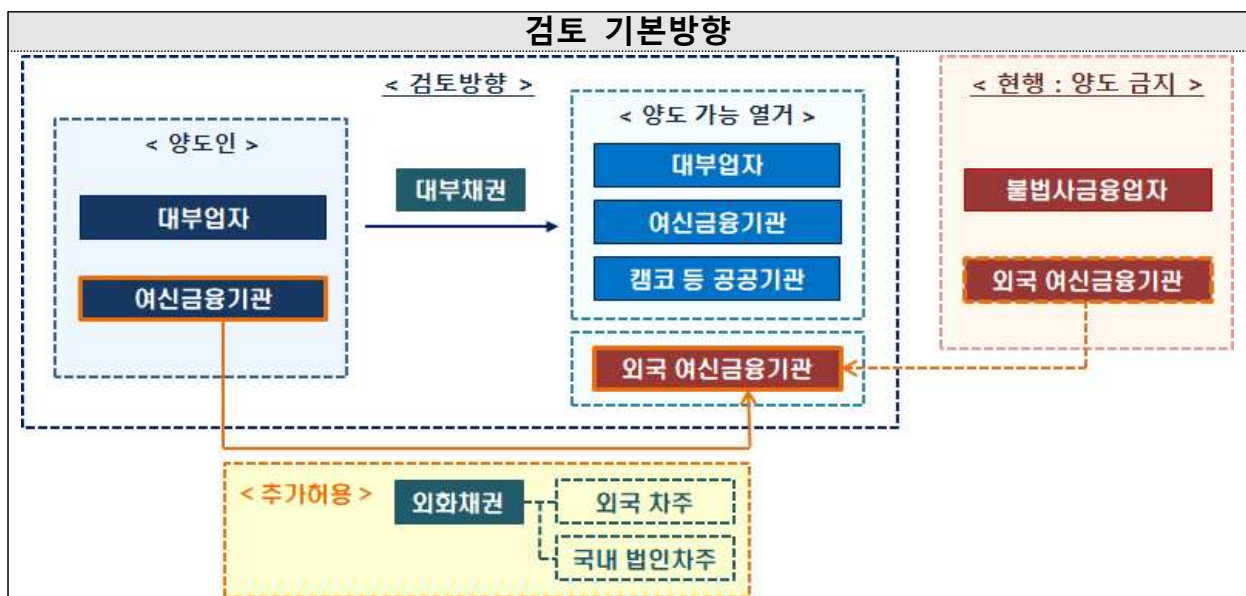 검토 기본방향
< 검토방향 >
< 양도인 >
대부업자
여신금융기관
대부채권
< 양도 가능 열거 >
대부업자
여신금융기관
캠코 등 공공기관
외국 여신금융기관
< 현행 : 양도 금지 >
불법사금융업자
외국 여신금융기관
< 추가허용 >
외화채권
외국 차주
국내 법인차주